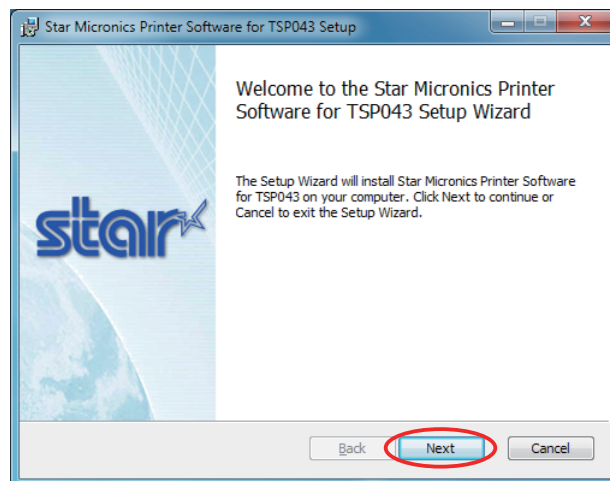 Star Micronics Printer Software for TSP043 Setup
Welcome to the Star Micronics Printer
Software for TSP043 Setup Wizard
The Setup Wizard will install Star Micronics Printer Software
for TSP043 on your computer. Click Next to continue or
Cancel to exit the Setup Wizard.
star
Back Next Cancel